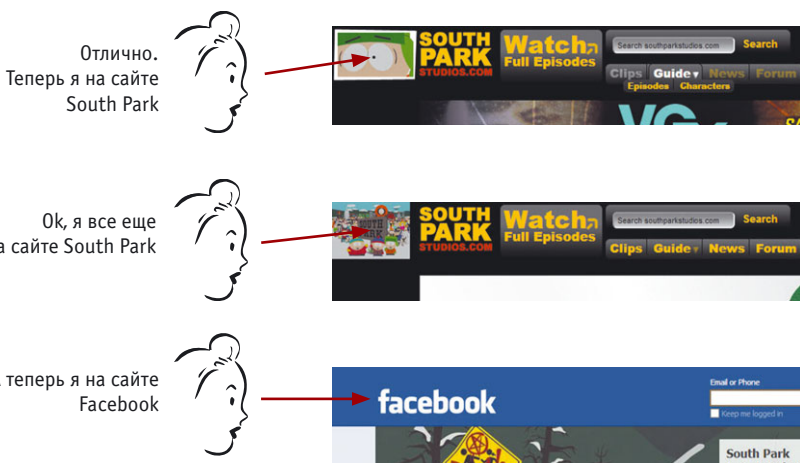 Отлично.
Теперь я на сайте
South Park
SOUTH
PARK
STUDIOS.COM
Watch
Full Episodes
Search southparkstudios.com
Search
Clips Guide News Forum
Episodes Characters
Ok, я все еще
а сайте South Park
SOUTH
PARK
SOUTH
PARK
STUDIOS.COM
Watch
Full Episodes
Search southparkstudios.com
Search
Clips Guide News Forum
теперь я на сайте
Facebook
facebook
Email or Phone
Keep me logged in
South Park